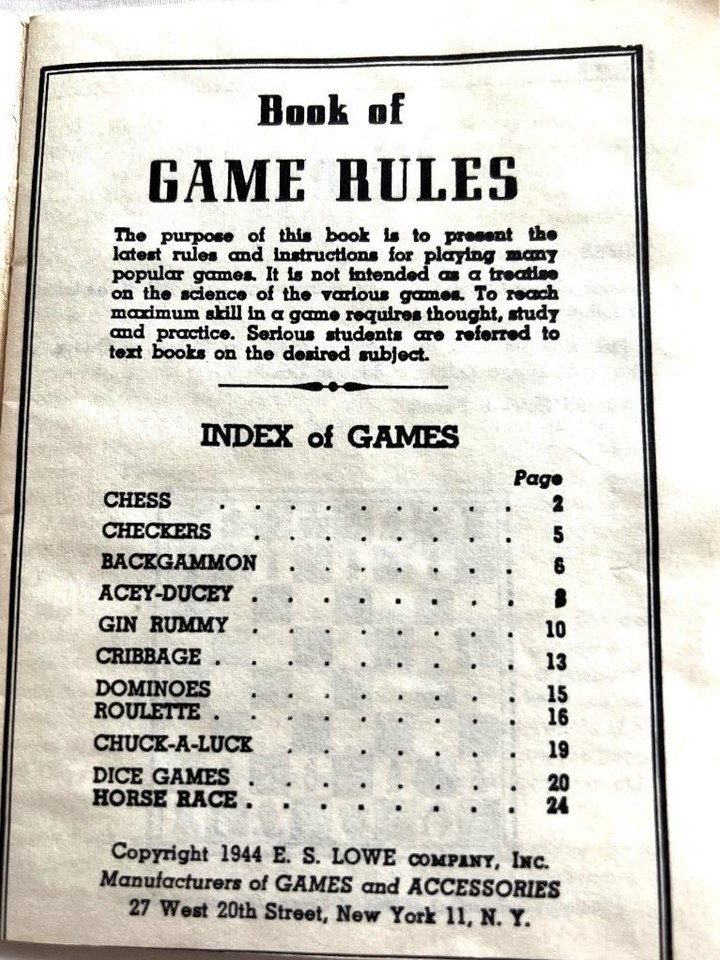 Book of
GAME RULES
The purpose of this book is to present the
latest rules and instructions for playing many
popular games. It is not intended as a treatise
on the science of the various games. To reach
maximum skill in a game requires thought, study
and practice. Serious students are referred to
text books on the desired subject.
INDEX of GAMES
Page
CHESS . . . . . . . . . 2
CHECKERS . . . . . . . . 5
BACKGAMMON . . . . . . . 6
ACEY-DUCEY . . . . . . . . 8
GIN RUMMY . . . . . . . . 10
CRIBBAGE . . . . . . . . . 13
DOMINOES . . . . . . . . 15
ROULETTE . . . . . . . . . 16
CHUCK-A-LUCK . . . . . . . 19
DICE GAMES . . . . . . . . 20
HORSE RACE . . . . . . . . 24
Copyright 1944 E. S. LOWE COMPANY, INC.
Manufacturers of GAMES and ACCESSORIES
27 West 20th Street, New York 11, N. Y.